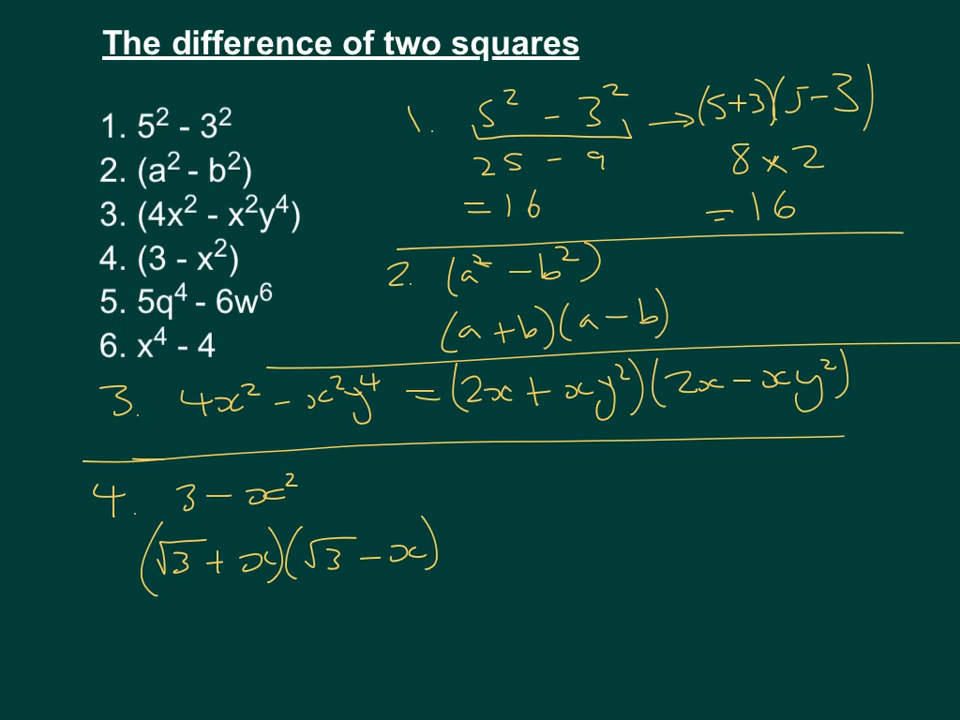 The difference of two squares
1. 5² - 3²
2. (a² - b²)
3. (4x² - x²y⁴)
4. (3 - x²)
5. 5q⁴ - 6w⁶
6. x⁴ - 4
1. 5² - 3² → (5+3)(5-3)
25 - 9 8 × 2
= 16 = 16
2. (a² - b²)
(a + b)(a - b)
3. 4x² - x²y⁴ = (2x + xy²)(2x - xy²)
4. 3 - x²
(√3 + x)(√3 - x)